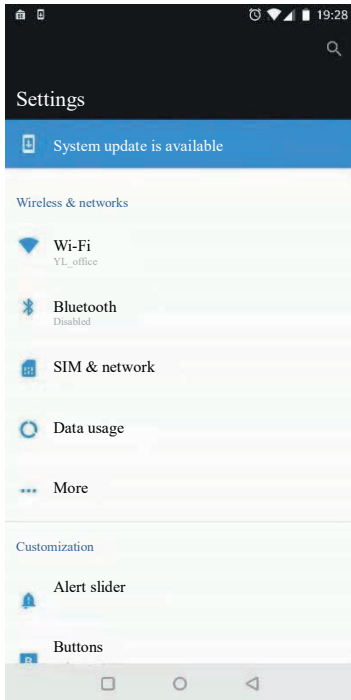 19:28
Settings
System update is available
Wireless & networks
Wi-Fi
YL_office
Bluetooth
Disabled
SIM & network
Data usage
More
Customization
Alert slider
Buttons